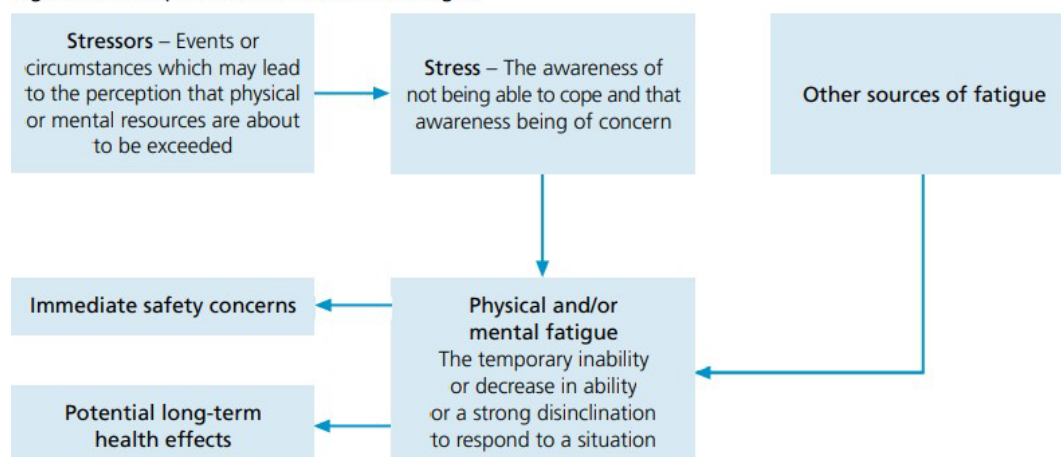 Stressors – Events or
circumstances which may lead
to the perception that physical
or mental resources are about
to be exceeded
Stress – The awareness of
not being able to cope and that
awareness being of concern
Other sources of fatigue
Immediate safety concerns
Potential long-term
health effects
Physical and/or
mental fatigue
The temporary inability
or decrease in ability
or a strong disinclination
to respond to a situation